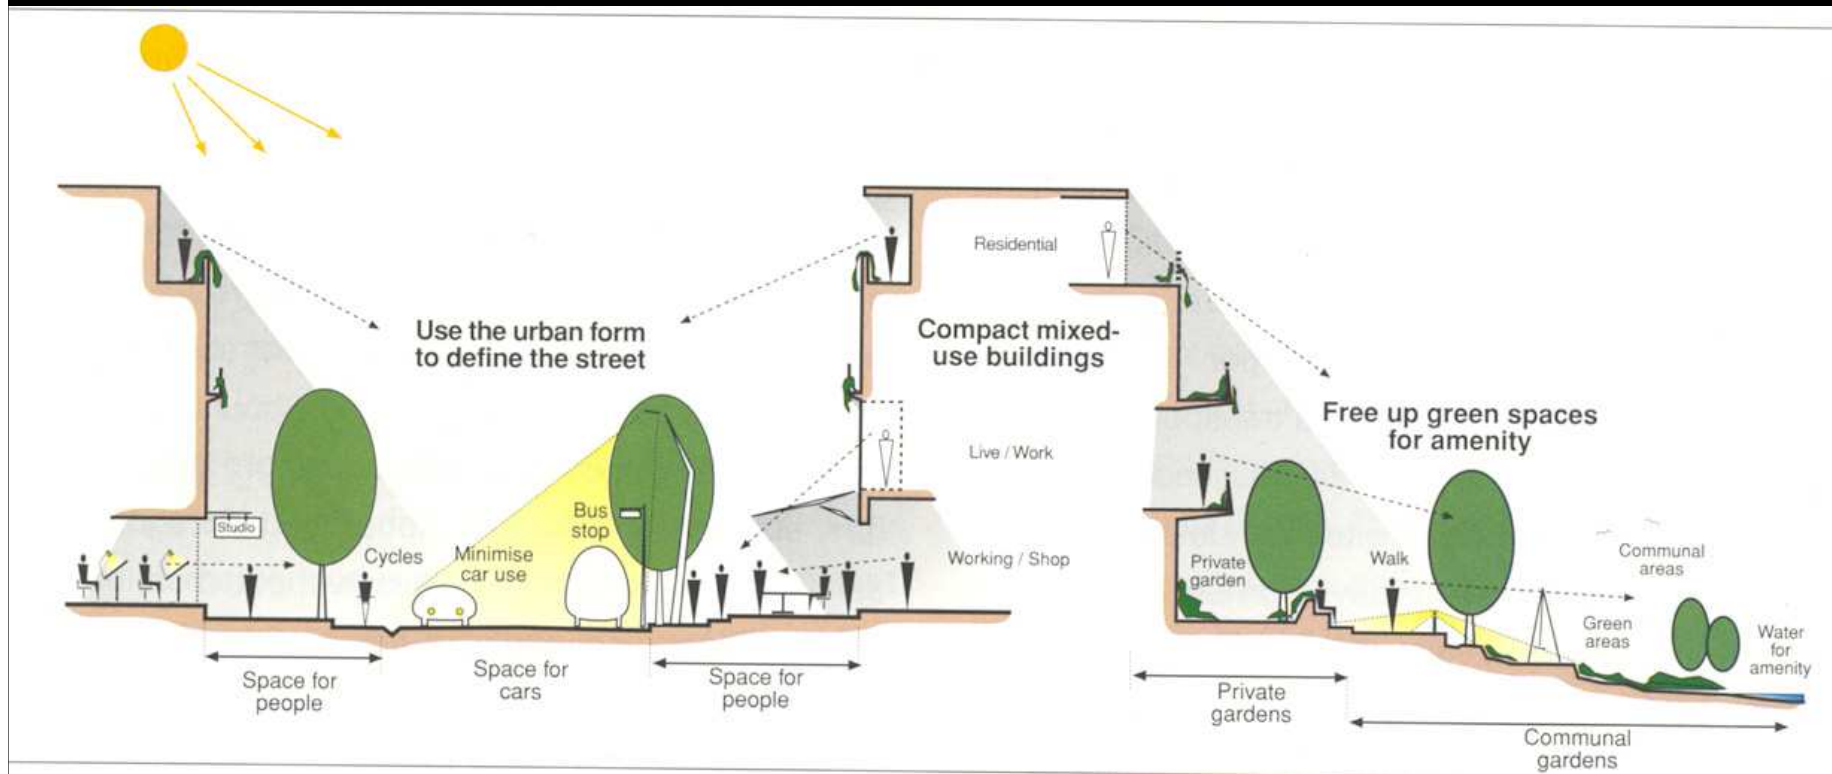 Residential
Use the urban form
to define the street
Compact mixed-
use buildings
Free up green spaces
for amenity
Live / Work
Studio
Bus
stop
Cycles
Minimise
car use
Working / Shop
Private
garden
Walk
Communal
areas
Green
areas
Water
for
amenity
Space for
people
Space for
cars
Space for
people
Private
gardens
Communal
gardens